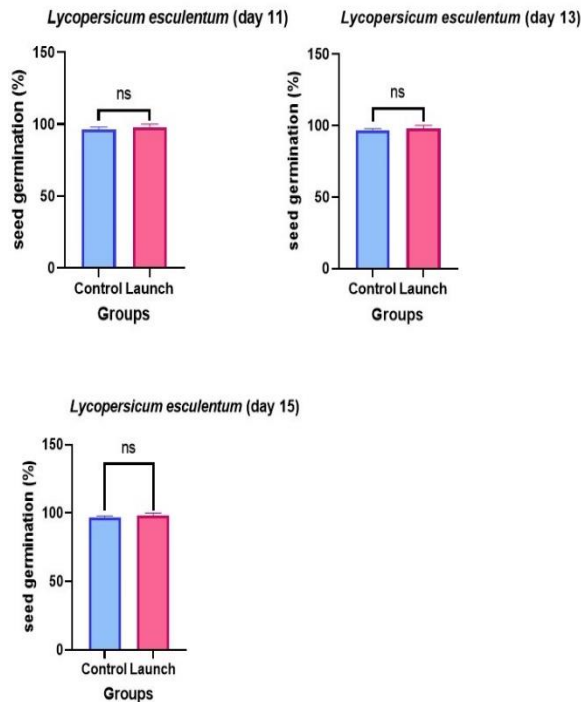 Lycopersicum esculentum (day 11)
150
100
50
0
seed germination (%)
ns
Control Launch
Groups
Lycopersicum esculentum (day 13)
150
100
50
0
seed germination (%)
ns
Control Launch
Groups
Lycopersicum esculentum (day 15)
150
100
50
0
seed germination (%)
ns
Control Launch
Groups